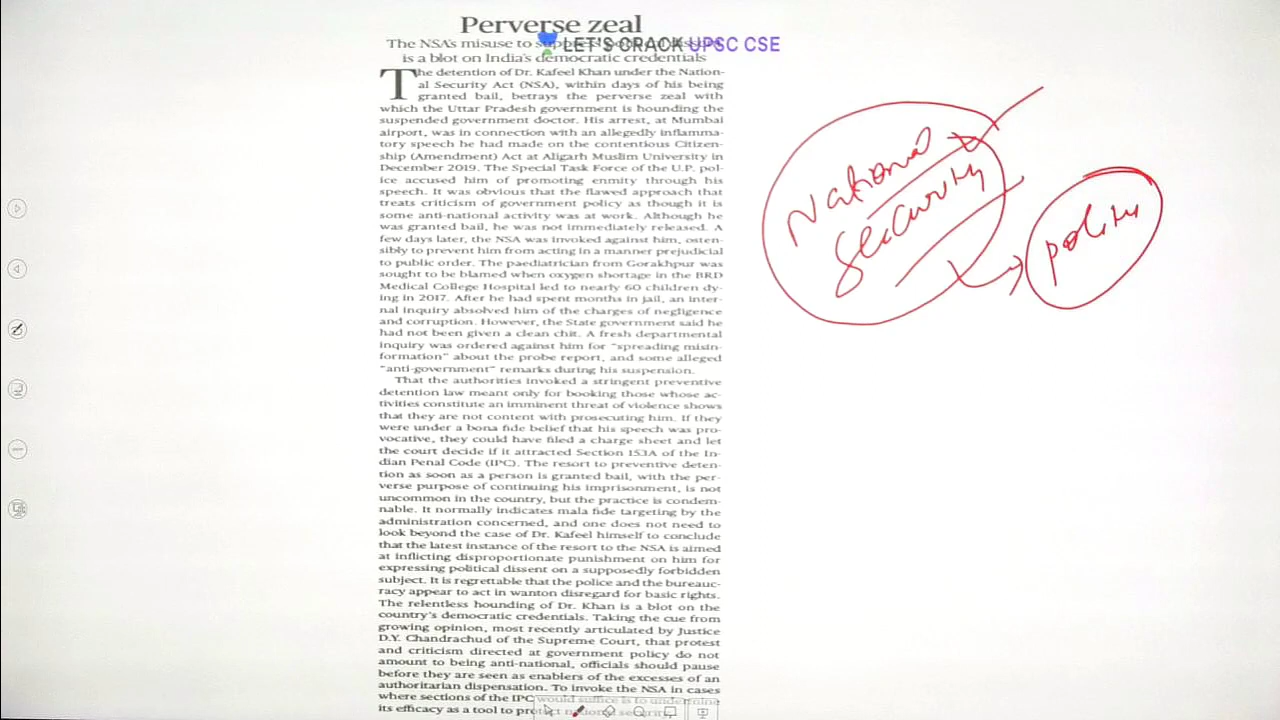 Perverse zeal
LET'S CRACK UPSC CSE
The NSA's misuse to suppress
is a blot on India's democratic credentials
The detention of Dr. Kafeel Khan under the Nation-
al Security Act (NSA), within days of his being
granted bail, betrays the perverse zeal with
which the Uttar Pradesh government is hounding the
suspended government doctor. His arrest, at Mumbai
airport, was in connection with an allegedly inflamma-
tory speech he had made on the contentious Citizen-
ship (Amendment) Act at Aligarh Muslim University in
December 2019. The Special Task Force of the U.P. pol-
ice accused him of promoting enmity through his
speech. It was obvious that the flawed approach that
treats criticism of government policy as though it is
some anti-national activity was at work. Although he
was granted bail, he was not immediately released. A
few days later, the NSA was invoked against him, osten-
sibly to prevent him from acting in a manner prejudicial
to public order. The paediatrician from Gorakhpur was
sought to be blamed when oxygen shortage in the BRD
Medical College Hospital led to nearly 60 children dy-
ing in 2017. After he had spent months in jail, an inter-
nal inquiry absolved him of the charges of negligence
and corruption. However, the State government said he
had not been given a clean chit. A fresh departmental
inquiry was ordered against him for "spreading misin-
formation" about the probe report, and some alleged
"anti-government" remarks during his suspension.
That the authorities invoked a stringent preventive
detention law meant only for booking those whose ac-
tivities constitute an imminent threat of violence shows
that they are not content with prosecuting him. If they
were under a bona fide belief that his speech was pro-
vocative, they could have filed a charge sheet and let
the court decide if it attracted Section 153A of the In-
dian Penal Code (IPC). The resort to preventive deten-
tion as soon as a person is granted bail, with the per-
verse purpose of continuing his imprisonment, is not
uncommon in the country, but the practice is condem-
nable. It normally indicates mala fide targeting by the
administration concerned, and one does not need to
look beyond the case of Dr. Kafeel himself to conclude
that the latest instance of the resort to the NSA is aimed
at inflicting disproportionate punishment on him for
expressing political dissent on a supposedly forbidden
subject. It is regrettable that the police and the bureauc-
racy appear to act in wanton disregard for basic rights.
The relentless hounding of Dr. Khan is a blot on the
country's democratic credentials. Taking the cue from
growing opinion, most recently articulated by Justice
D.Y. Chandrachud of the Supreme Court, that protest
and criticism directed at government policy do not
amount to being anti-national, officials should pause
before they are seen as enablers of the excesses of an
authoritarian dispensation. To invoke the NSA in cases
where sections of the IPC would suffice is to undermine
its efficacy as a tool to protect national security.
National
Security
polity